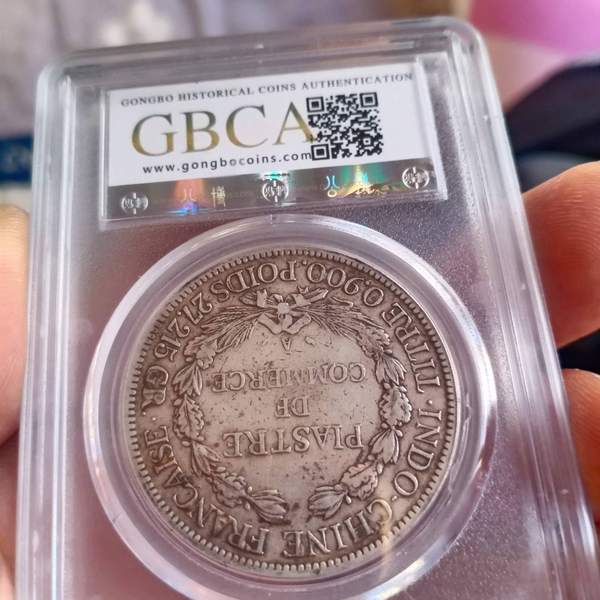 GONGBO HISTORICAL COINS AUTHENTICATION
GBCA
www.gongbocoins.com
INDO-CHINE FRANÇAISE
PIASTRE
DE
COMMERCE
A
TITRE 0,900. POIDS 27,215 GR.